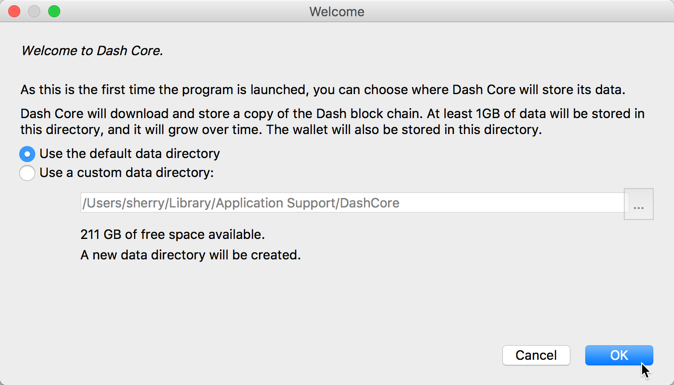 Welcome
Welcome to Dash Core.
As this is the first time the program is launched, you can choose where Dash Core will store its data.
Dash Core will download and store a copy of the Dash block chain. At least 1GB of data will be stored in
this directory, and it will grow over time. The wallet will also be stored in this directory.
Use the default data directory
Use a custom data directory:
/Users/sherry/Library/Application Support/DashCore
...
211 GB of free space available.
A new data directory will be created.
Cancel
OK